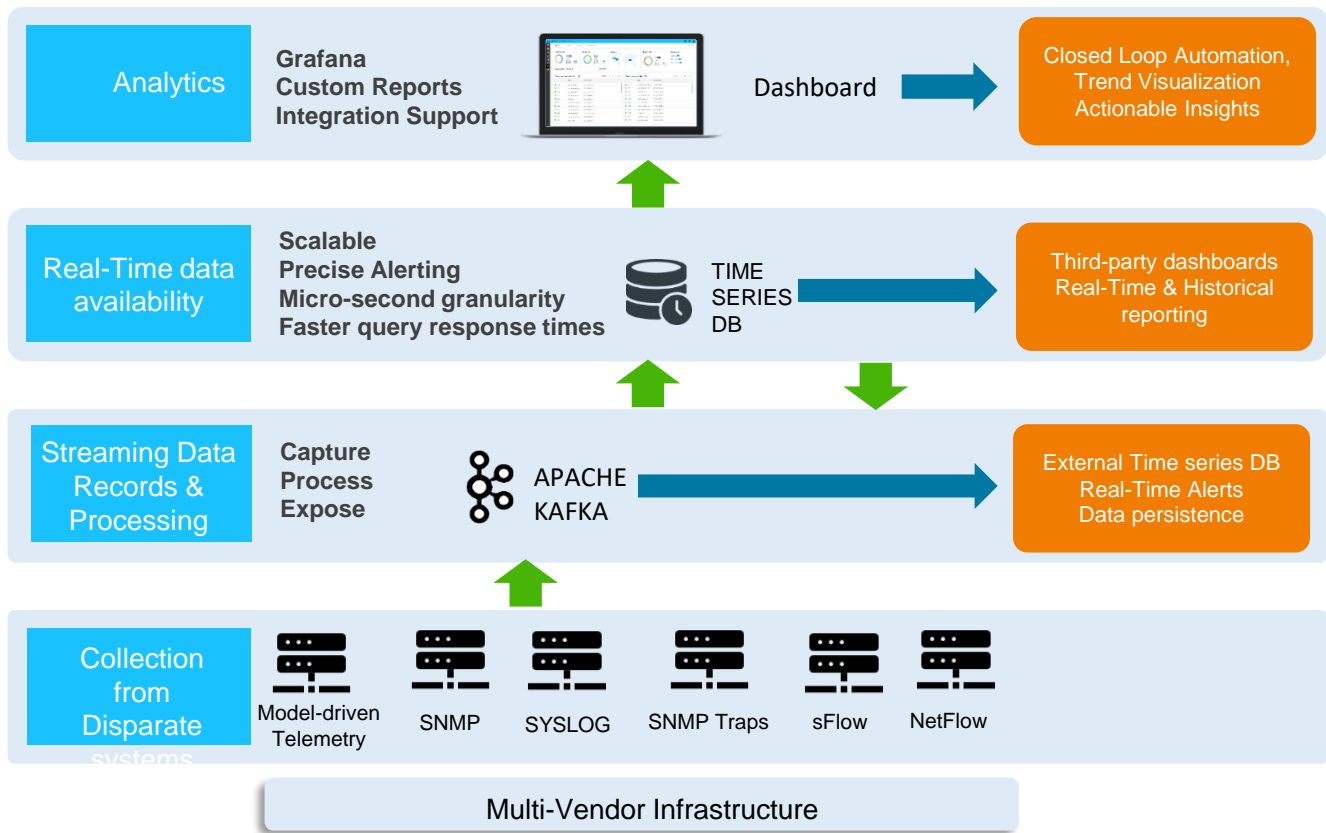 Analytics
Grafana
Custom Reports
Integration Support
Dashboard
Closed Loop Automation,
Trend Visualization
Actionable Insights
Real-Time data
availability
Scalable
Precise Alerting
Micro-second granularity
Faster query response times
TIME
SERIES
DB
Third-party dashboards
Real-Time & Historical
reporting
Streaming Data
Records &
Processing
Capture
Process
Expose
APACHE
KAFKA
External Time series DB
Real-Time Alerts
Data persistence
Collection
from
Disparate
systems
Model-driven
Telemetry
SNMP
SYSLOG
SNMP Traps
sFlow
NetFlow
Multi-Vendor Infrastructure